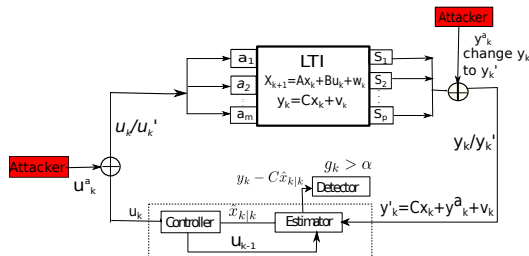 Attacker
y^a_k
change y_k
to y_k'
LTI
X_{k+1}=Ax_k+Bu_k+w_k
y_k=Cx_k+v_k
a_1
a_2
:
a_m
S_1
S_2
:
S_p
u_k/u_k'
y_k/y_k'
Attacker
u^a_k
g_k > α
y_k − Cx̂_{k|k}
Detector
y'_k=Cx_k+y^a_k+v_k
u_k
Controller
x̂_{k|k}
Estimator
u_{k-1}